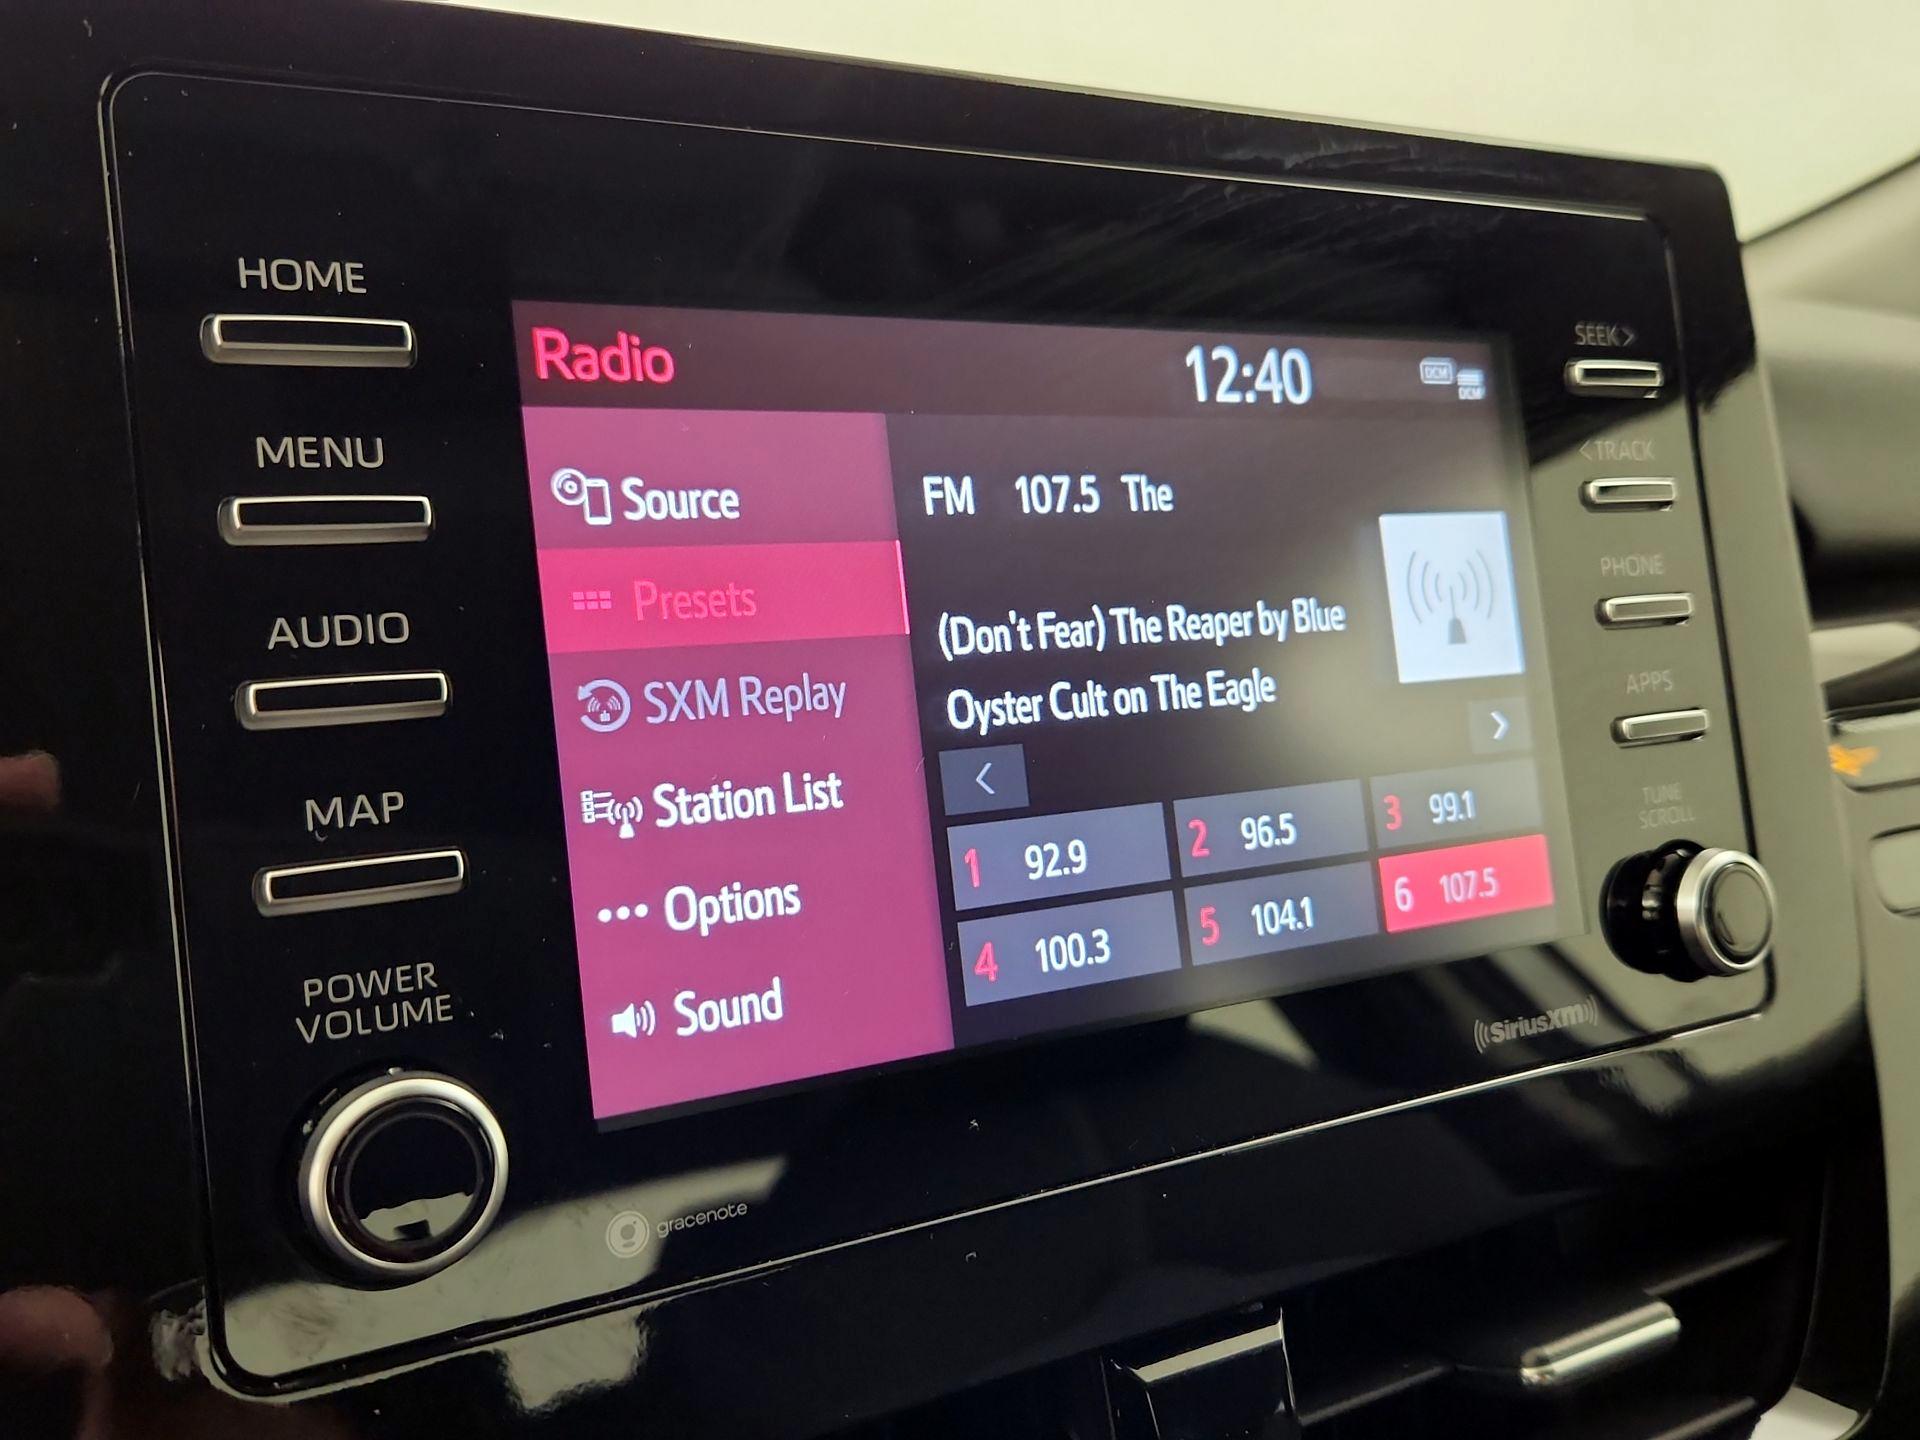 HOME
MENU
AUDIO
MAP
POWER
VOLUME
Radio
12:40
DCM
DCM
Source
Presets
SXM Replay
Station List
Options
Sound
FM 107.5 The
(Don't Fear) The Reaper by Blue
Oyster Cult on The Eagle
<
>
1 92.9
2 96.5
3 99.1
4 100.3
5 104.1
6 107.5
SEEK >
< TRACK
PHONE
APPS
TUNE
SCROLL
((SiriusXM))
gracenote